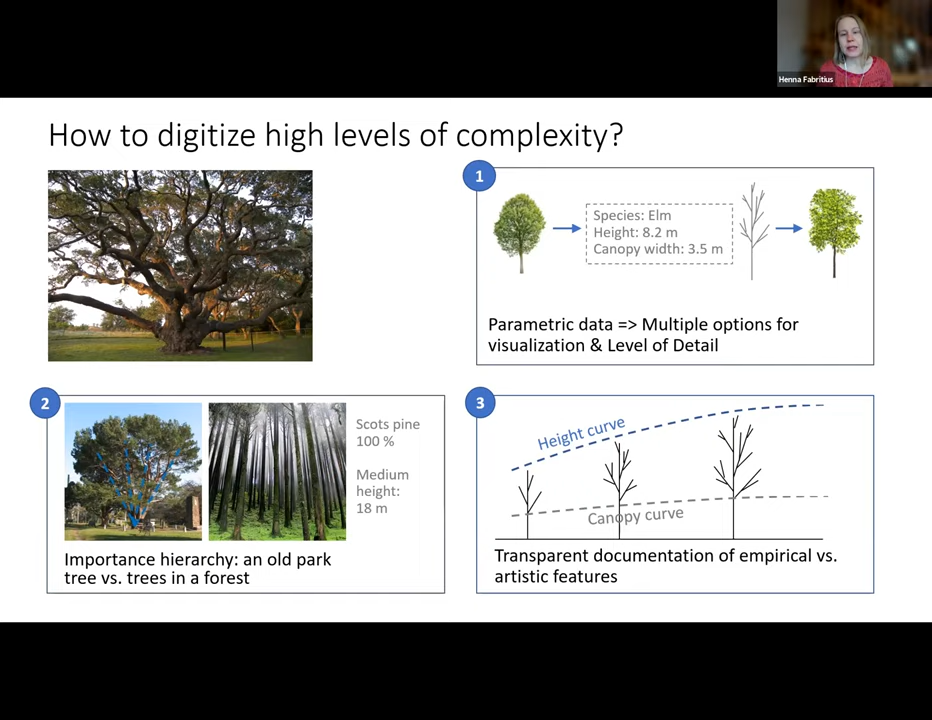 Henna Fabritius
How to digitize high levels of complexity?
1
Species: Elm
Height: 8.2 m
Canopy width: 3.5 m
Parametric data => Multiple options for
visualization & Level of Detail
2
Scots pine
100 %
Medium
height:
18 m
Importance hierarchy: an old park
tree vs. trees in a forest
3
Height curve
Canopy curve
Transparent documentation of empirical vs.
artistic features